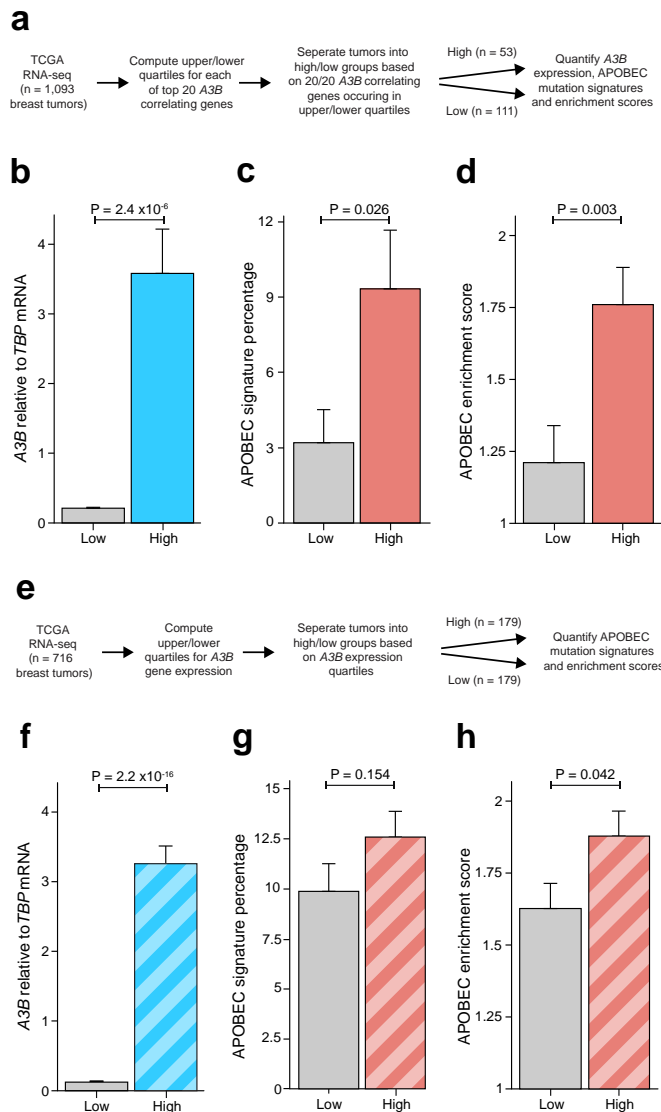 a
TCGA
RNA-seq
(n = 1,093
breast tumors)
Compute upper/lower
quartiles for each
of top 20 A3B
correlating genes
Seperate tumors into
high/low groups based
on 20/20 A3B correlating
genes occuring in
upper/lower quartiles
High (n = 53)
Low (n = 111)
Quantify A3B
expression, APOBEC
mutation signatures
and enrichment scores
b
P = 2.4 x10-6
A3B relative to TBP mRNA
4
3
2
1
0
Low
High
c
P = 0.026
APOBEC signature percentage
12
9
6
3
0
Low
High
d
P = 0.003
APOBEC enrichment score
2
1.75
1.5
1.25
1
Low
High
e
TCGA
RNA-seq
(n = 716
breast tumors)
Compute
upper/lower
quartiles for A3B
gene expression
Seperate tumors into
high/low groups based
on A3B expression
quartiles
High (n = 179)
Low (n = 179)
Quantify APOBEC
mutation signatures
and enrichment scores
f
P = 2.2 x10-16
A3B relative to TBP mRNA
4
3
2
1
0
Low
High
g
P = 0.154
APOBEC signature percentage
15
12.5
10
7.5
5
2.5
0
Low
High
h
P = 0.042
APOBEC enrichment score
2
1.75
1.5
1.25
1
Low
High